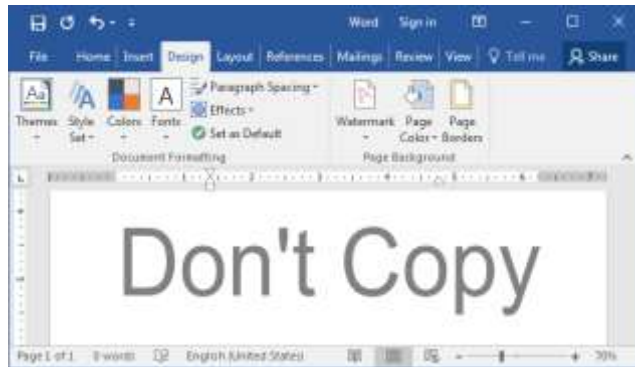 Word Sign in
File Home Insert Design Layout References Mailings Review View Tell me Share
Themes Style Set Colors Fonts Paragraph Spacing Effects Set as Default Watermark Page Color Page Borders
Document Formatting Page Background
Don't Copy
Page 1 of 1 0 words English (United States) 70%